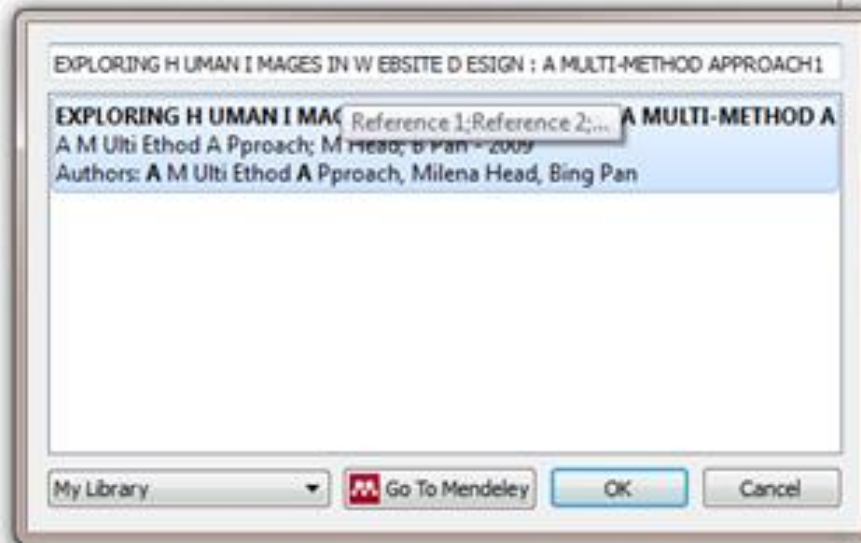 EXPLORING H UMAN I MAGES IN W EBSITE D ESIGN : A MULTI-METHOD APPROACH1
EXPLORING H UMAN I MAG A MULTI-METHOD A
Reference 1;Reference 2;...
A M Ulti Ethod A Pproach; M Head; B Pan - 2009
Authors: A M Ulti Ethod A Pproach, Milena Head, Bing Pan
My Library
Go To Mendeley
OK
Cancel